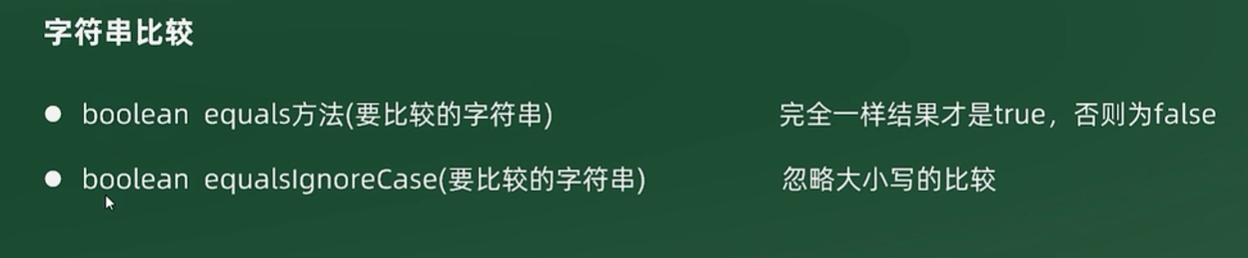 字符串比较
● boolean equals方法(要比较的字符串) 完全一样结果才是true，否则为false
● boolean equalsIgnoreCase(要比较的字符串) 忽略大小写的比较